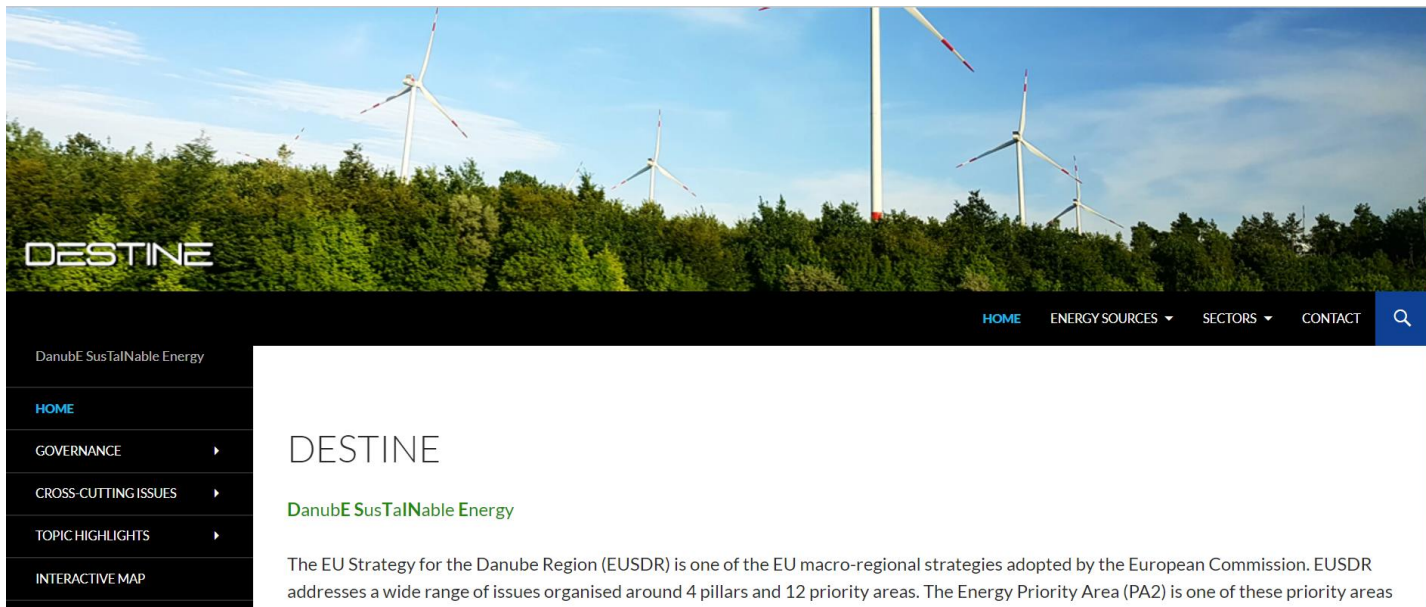 DESTINE
HOME
ENERGY SOURCES
SECTORS
CONTACT
DanubE SusTaINable Energy
HOME
GOVERNANCE
CROSS-CUTTING ISSUES
TOPIC HIGHLIGHTS
INTERACTIVE MAP
DESTINE
DanubE SusTaINable Energy
The EU Strategy for the Danube Region (EUSDR) is one of the EU macro-regional strategies adopted by the European Commission. EUSDR
addresses a wide range of issues organised around 4 pillars and 12 priority areas. The Energy Priority Area (PA2) is one of these priority areas